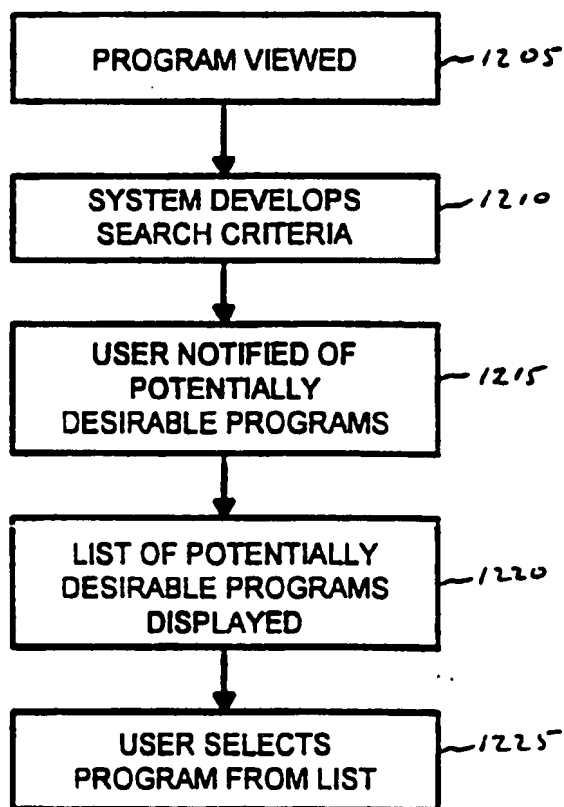 PROGRAM VIEWED
1205
SYSTEM DEVELOPS
1210
SEARCH CRITERIA
USER NOTIFIED OF
POTENTIALLY
1215
DESIRABLE PROGRAMS
LIST OF POTENTIALLY
DESIRABLE PROGRAMS
1220
DISPLAYED
USER SELECTS
1225
PROGRAM FROM LIST